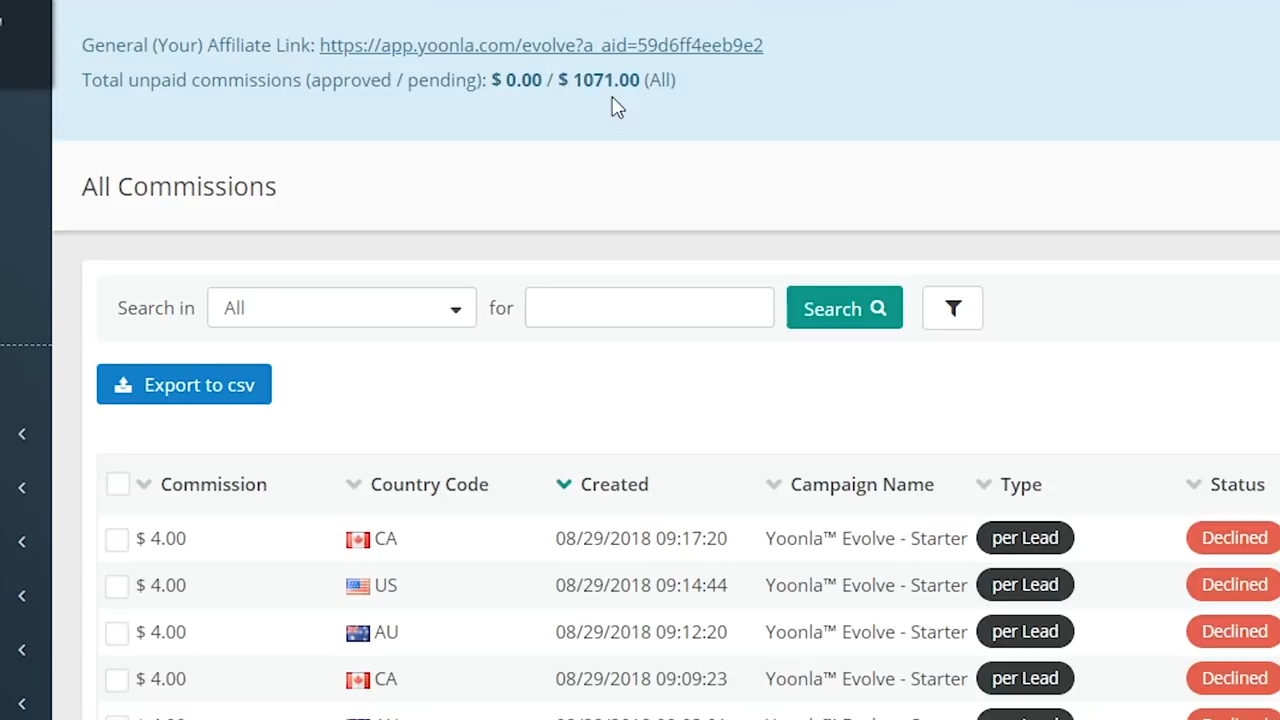 General (Your) Affiliate Link: https://app.yoonla.com/evolve?a_aid=59d6ff4eeb9e2
Total unpaid commissions (approved / pending): $ 0.00 / $ 1071.00 (All)
All Commissions
Search in All for Search
Export to csv
Commission Country Code Created Campaign Name Type Status
$ 4.00 CA 08/29/2018 09:17:20 Yoonla™ Evolve - Starter per Lead Declined
$ 4.00 US 08/29/2018 09:14:44 Yoonla™ Evolve - Starter per Lead Declined
$ 4.00 AU 08/29/2018 09:12:20 Yoonla™ Evolve - Starter per Lead Declined
$ 4.00 CA 08/29/2018 09:09:23 Yoonla™ Evolve - Starter per Lead Declined